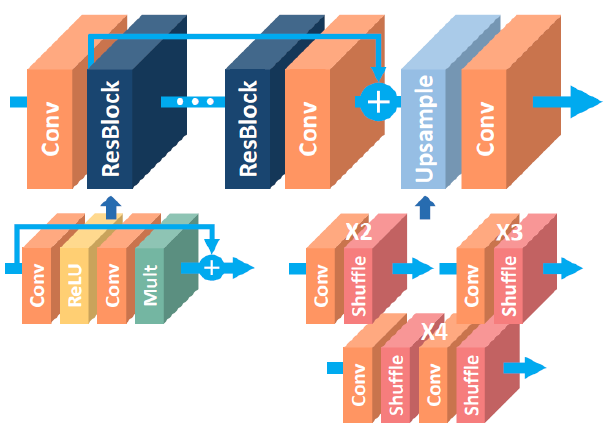 Conv
ResBlock
ResBlock
Conv
Upsample
Conv
Conv
ReLU
Conv
Mult
X2
Conv
Shuffle
X3
Conv
Shuffle
X4
Conv
Shuffle
Conv
Shuffle